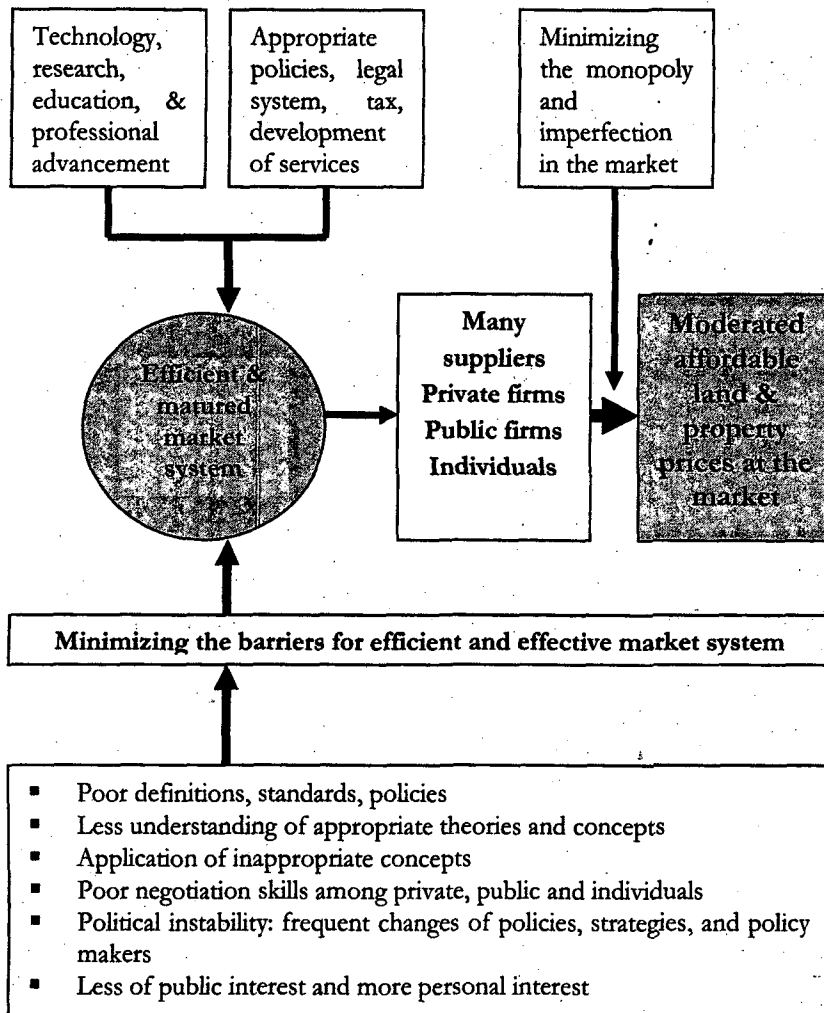 Technology,
research,
education, &
professional
advancement
Appropriate
policies, legal
system, tax,
development
of services
Minimizing
the monopoly
and
imperfection
in the market
Efficient &
matured
market
system
Many
suppliers
Private firms
Public firms
Individuals
Moderated
affordable
land &
property
prices at the
market
Minimizing the barriers for efficient and effective market system
▪ Poor definitions, standards, policies
▪ Less understanding of appropriate theories and concepts
▪ Application of inappropriate concepts
▪ Poor negotiation skills among private, public and individuals
▪ Political instability: frequent changes of policies, strategies, and policy
makers
▪ Less of public interest and more personal interest